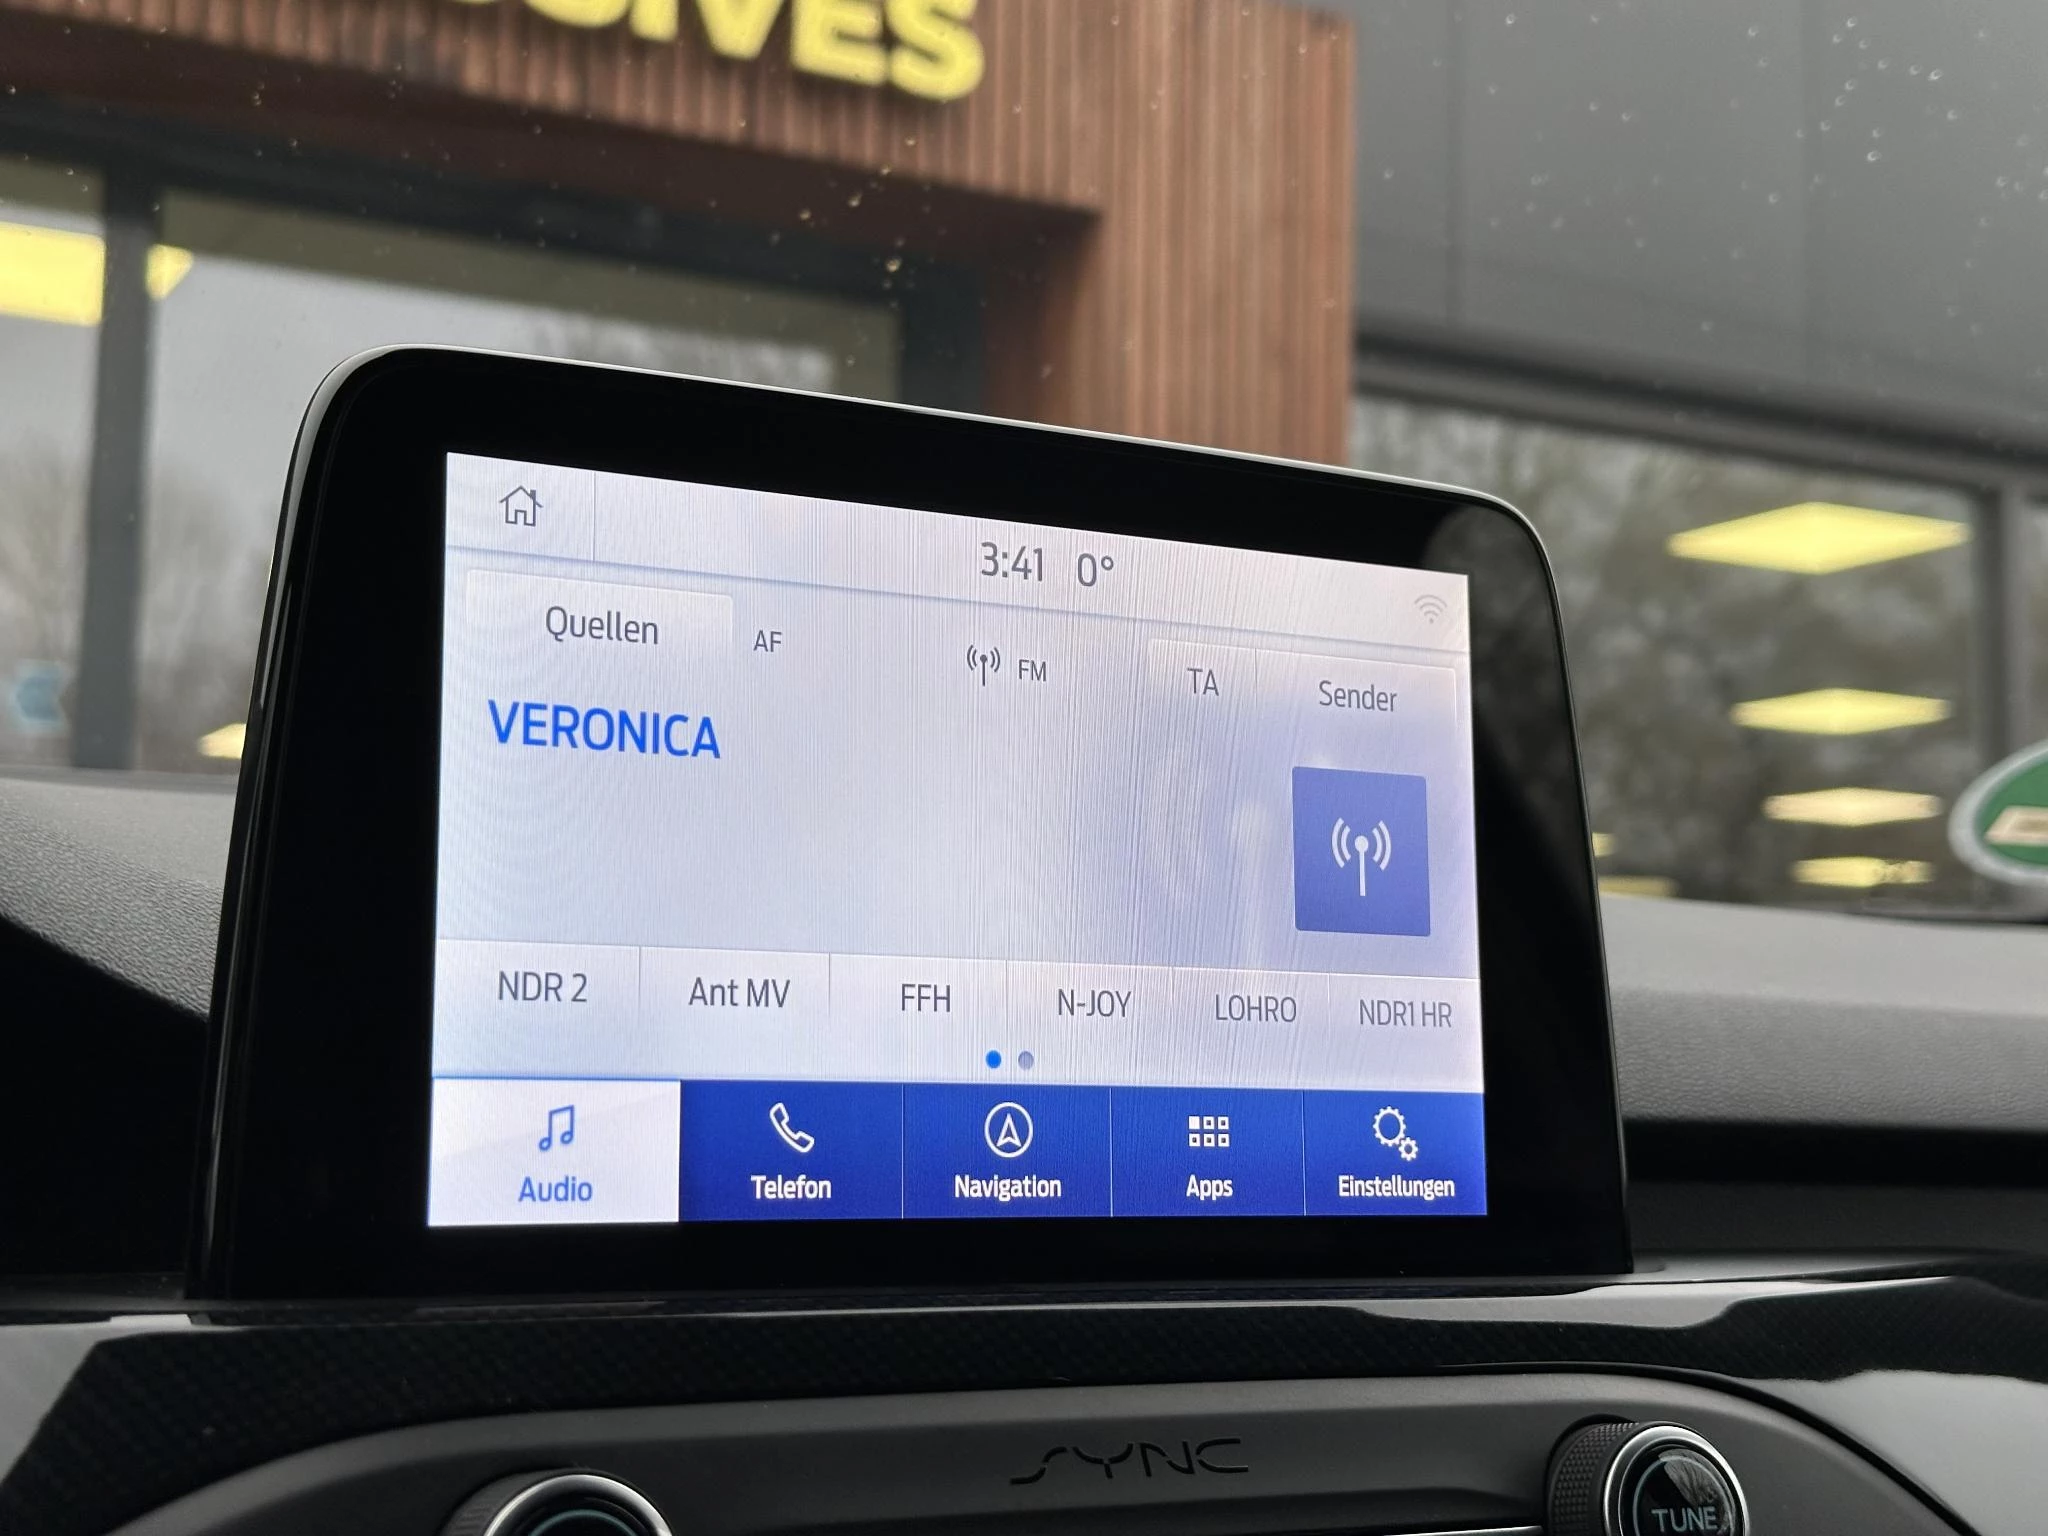 SIVES
3:41 0°
Quellen AF FM TA Sender
VERONICA
NDR 2 Ant MV FFH N-JOY LOHRO NDR1 HR
Audio Telefon Navigation Apps Einstellungen
SYNC
TUNE